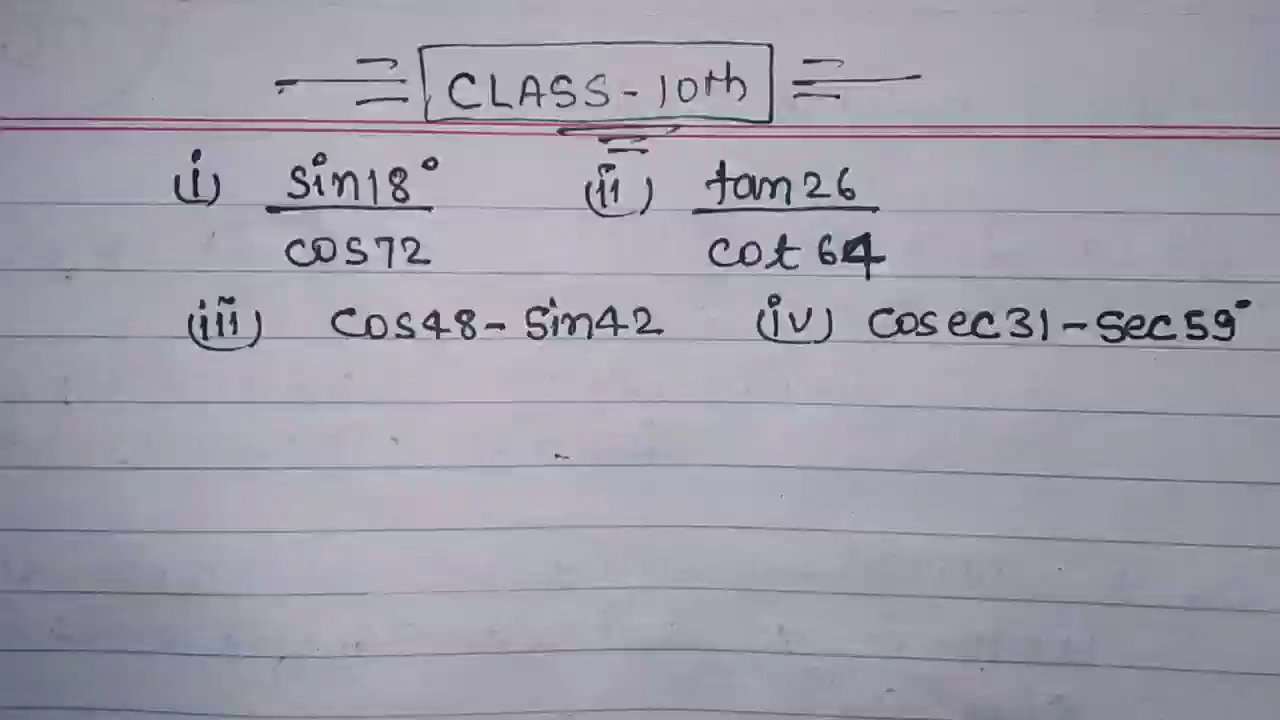 CLASS - 10th
(i) sin18° (ii) tan26
cos72 cot64
(iii) cos48 - sin42 (iv) cosec31 - sec59°